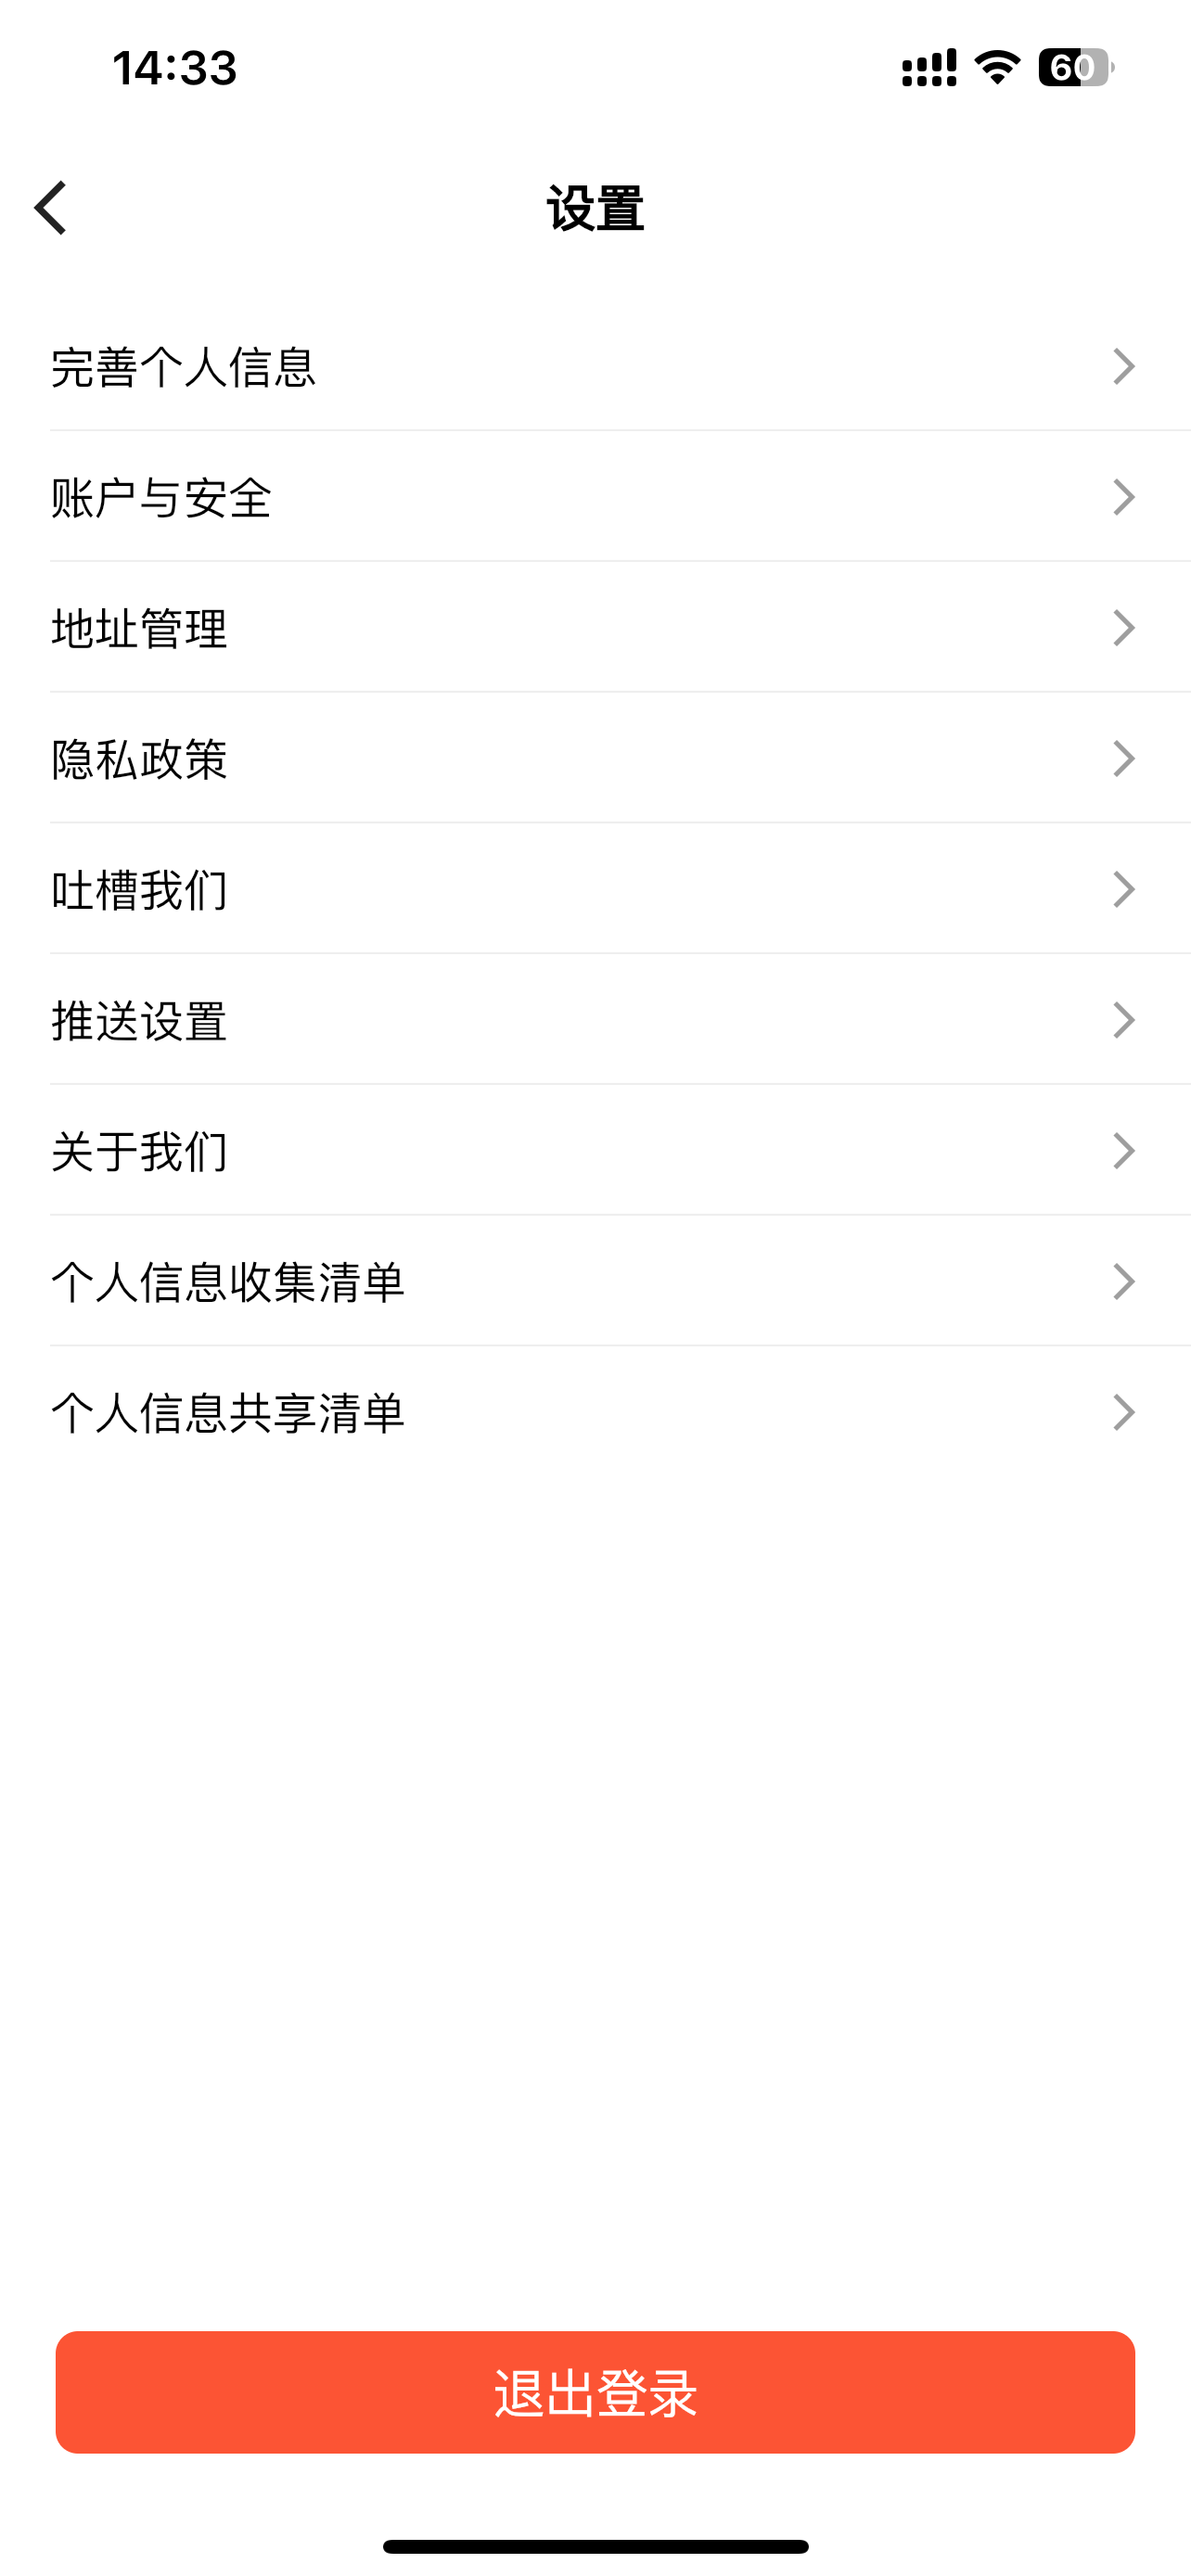 14:33
60
设置
完善个人信息
账户与安全
地址管理
隐私政策
吐槽我们
推送设置
关于我们
个人信息收集清单
个人信息共享清单
退出登录